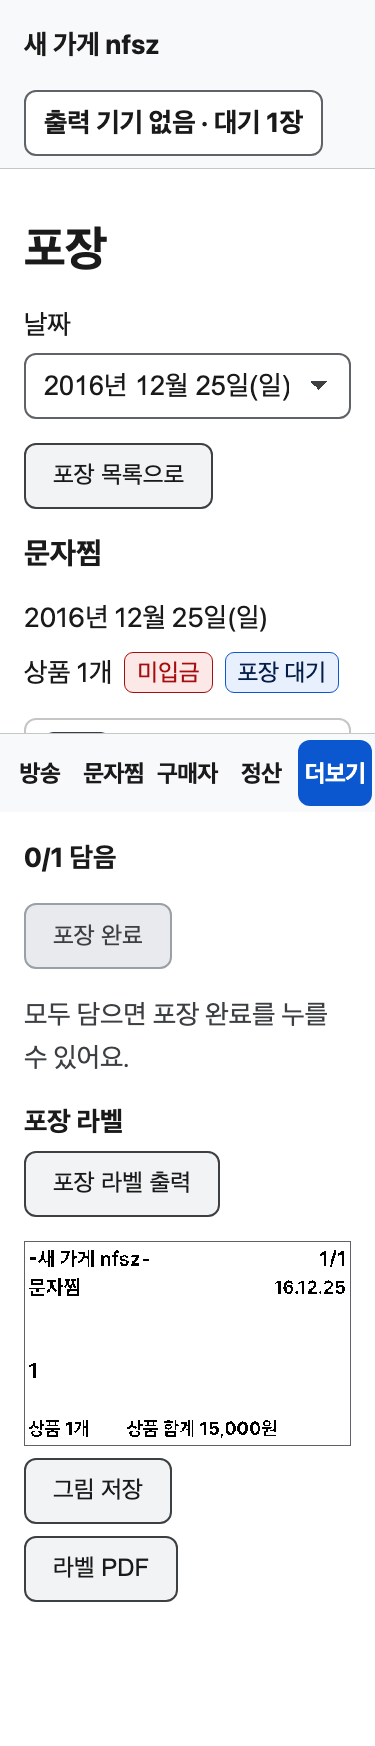 새 가게 nfsz
출력 기기 없음 · 대기 1장
포장
날짜
2016년 12월 25일(일)
포장 목록으로
문자찜
2016년 12월 25일(일)
상품 1개 미입금 포장 대기
방송 문자찜 구매자 정산 더보기
0/1 담음
포장 완료
모두 담으면 포장 완료를 누를
수 있어요.
포장 라벨
포장 라벨 출력
-새 가게 nfsz- 1/1
문자찜 16.12.25
1
상품 1개 상품 합계 15,000원
그림 저장
라벨 PDF